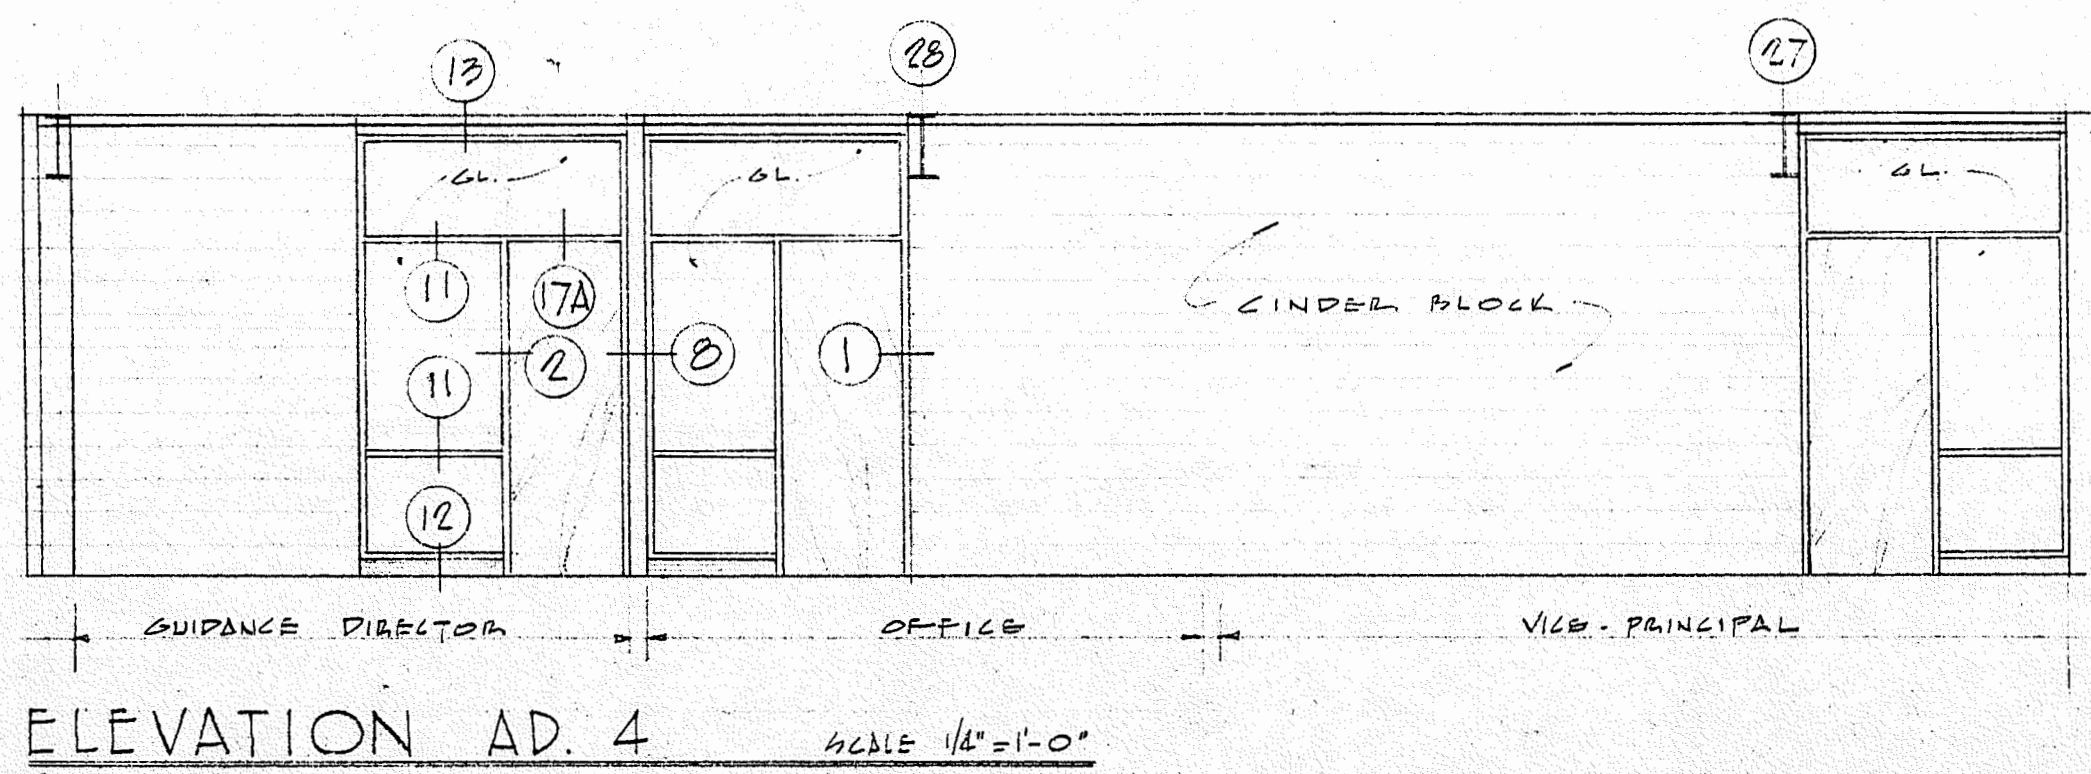 13
28
27
GL.
GL.
GL.
11
17A
CINDER BLOCK
2
8
1
11
12
GUIDANCE DIRECTOR
OFFICE
VICE-PRINCIPAL
ELEVATION AD. 4
SCALE 1/4"=1'-0"